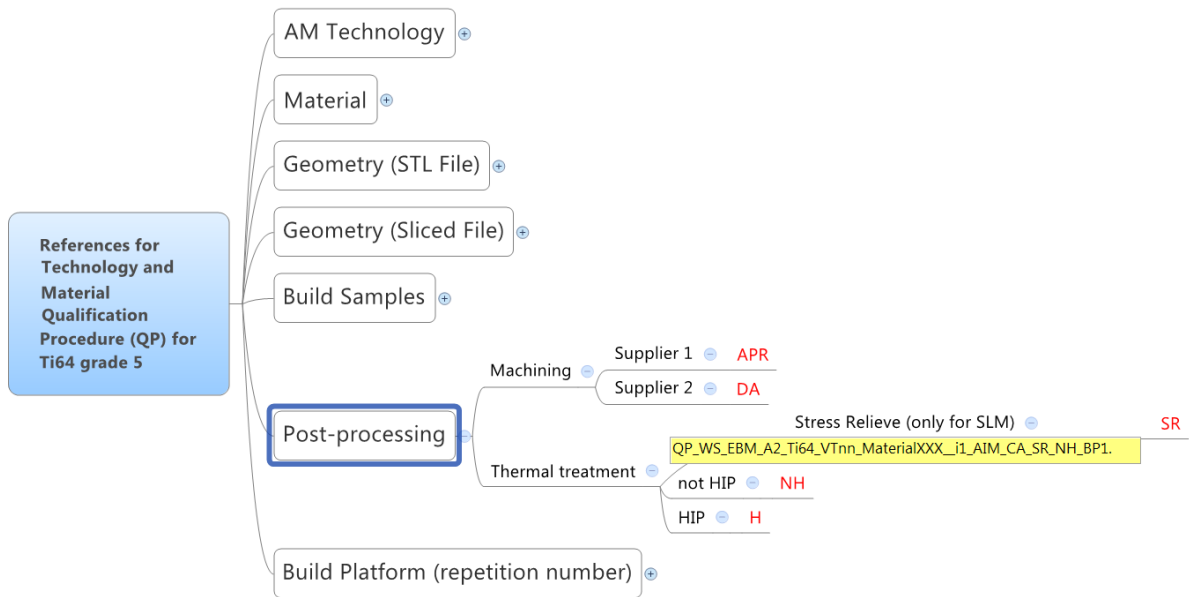 AM Technology
Material
Geometry (STL File)
Geometry (Sliced File)
References for
Technology and
Material
Qualification
Procedure (QP) for
Ti64 grade 5
Build Samples
Post-processing
Machining
Supplier 1
APR
Supplier 2
DA
Thermal treatment
Stress Relieve (only for SLM)
SR
QP_WS_EBM_A2_Ti64_VTnn_MaterialXXX__i1_AIM_CA_SR_NH_BP1.
not HIP
NH
HIP
H
Build Platform (repetition number)